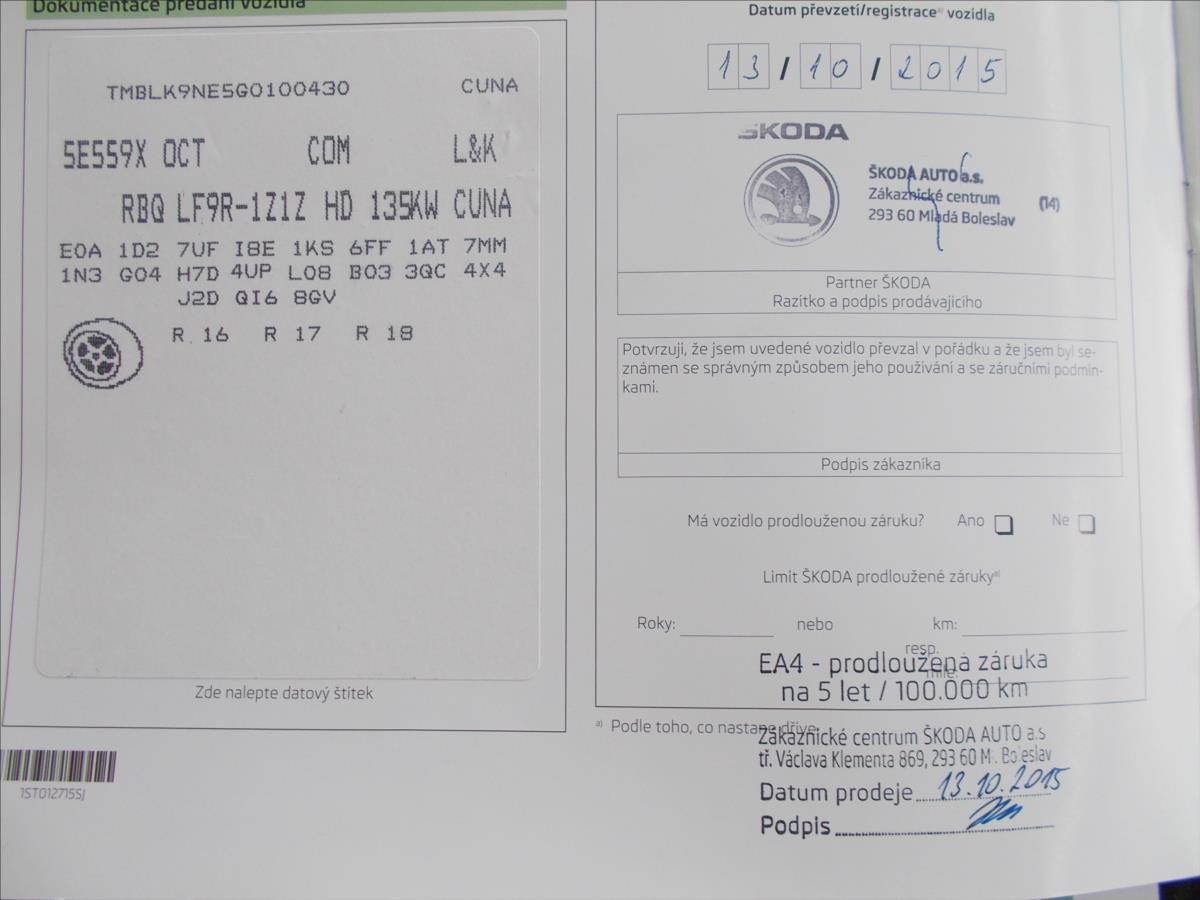 Dokumentace předání vozidla
TMBLK9NE5G0100430 CUNA
5E559X OCT COM L&K
RBQ LF9R-1Z1Z HD 135KW CUNA
E0A 1D2 7UF I8E 1KS 6FF 1AT 7MM
1N3 G04 H7D 4UP L08 B03 3QC 4X4
J2D QI6 8GV
R 16 R 17 R 18
Zde nalepte datový štítek
1ST012715SJ
Datum převzetí/registrace a) vozidla
13 / 10 / 2015
ŠKODA
ŠKODA AUTO a.s.
Zákaznické centrum (14)
293 60 Mladá Boleslav
Partner ŠKODA
Razítko a podpis prodávajícího
Potvrzuji, že jsem uvedené vozidlo převzal v pořádku a že jsem byl se-
známen se správným způsobem jeho používání a se záručními podmín-
kami.
Podpis zákazníka
Má vozidlo prodlouženou záruku? Ano Ne
Limit ŠKODA prodloužené záruky a)
Roky: nebo km:
resp.
míle:
EA4 - prodloužená záruka
na 5 let / 100.000 km
a) Podle toho, co nastane dříve.
Zákaznické centrum ŠKODA AUTO a.s
tř. Václava Klementa 869, 293 60 M. Boleslav
Datum prodeje 13.10.2015
Podpis